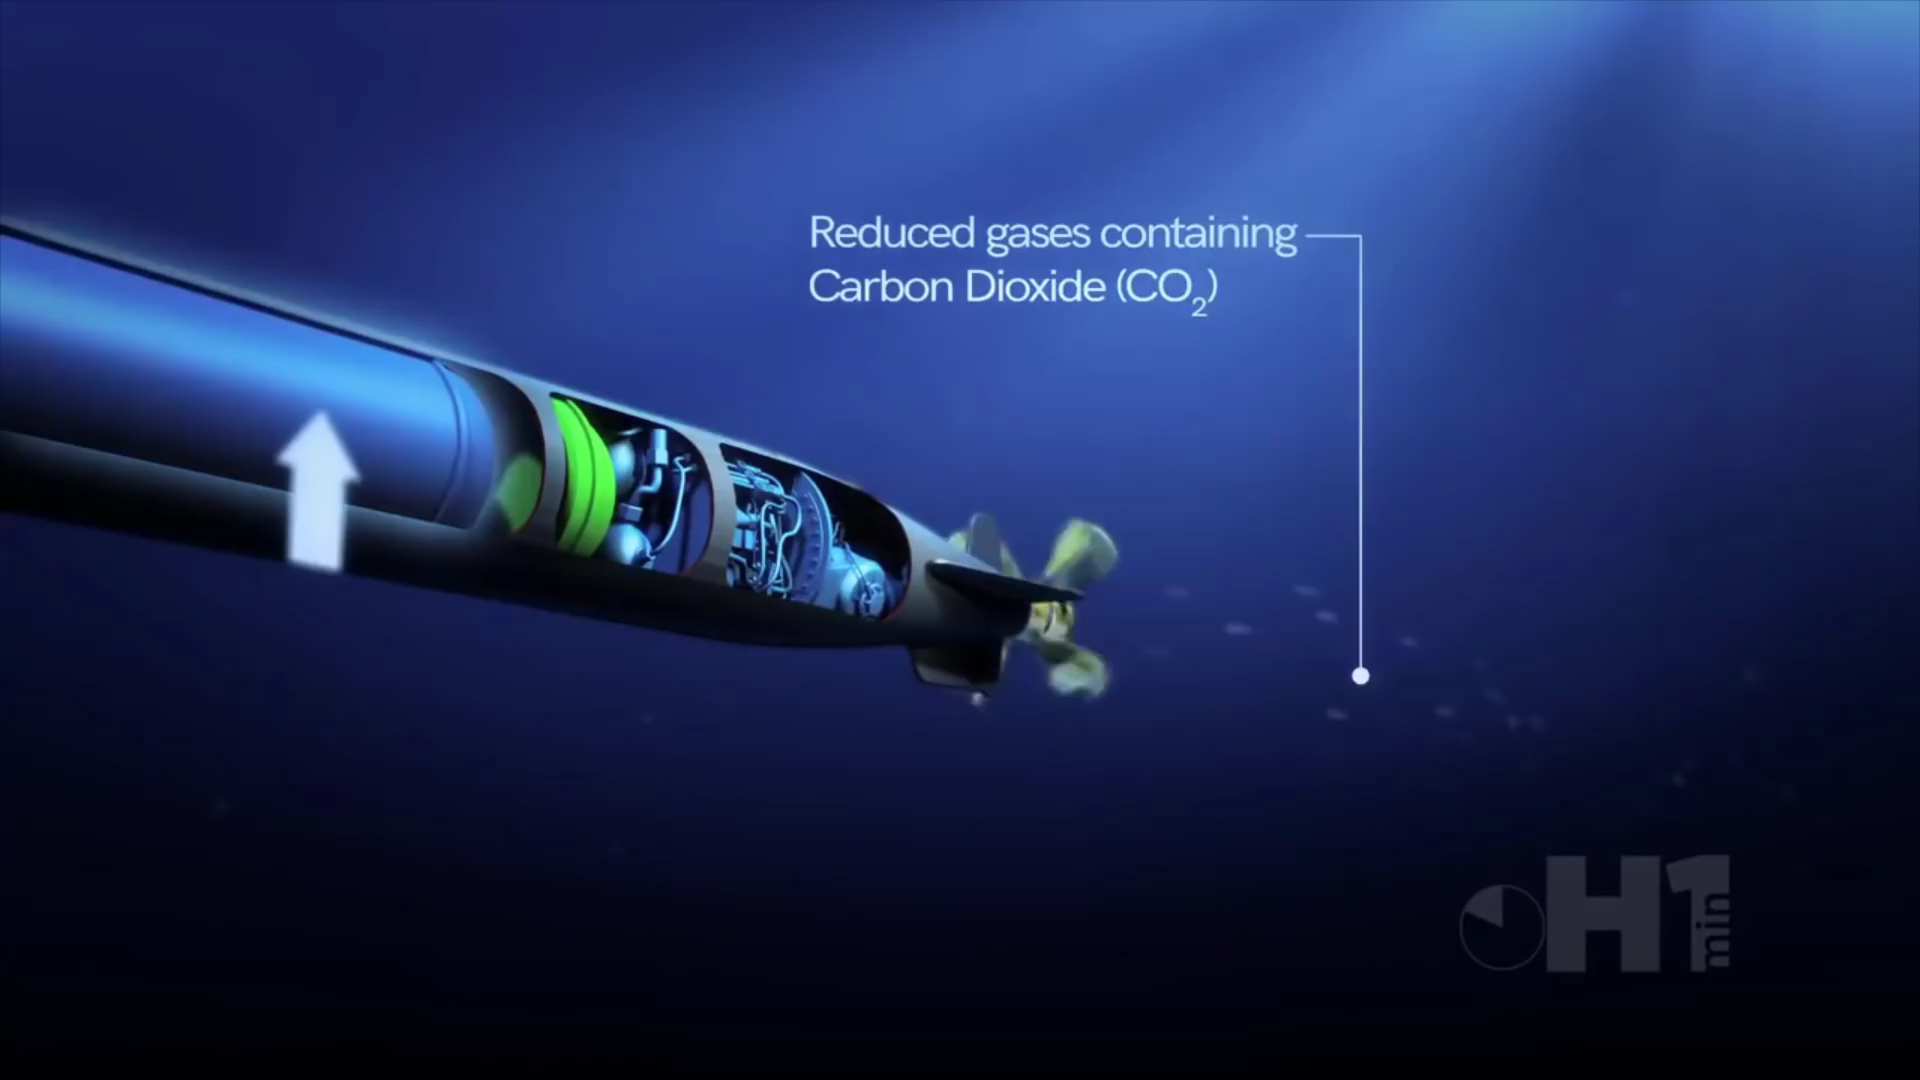 Reduced gases containing
Carbon Dioxide (CO₂)
H1
min